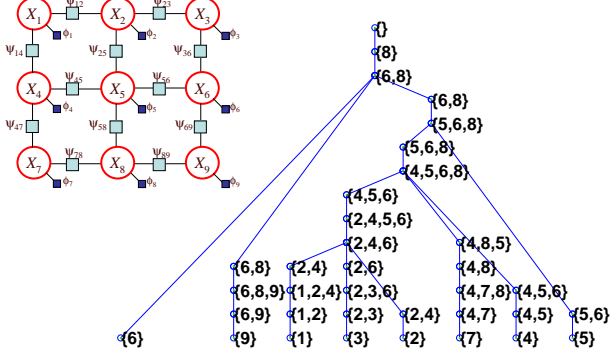 X1 ψ12 X2 ψ23 X3
ϕ1 ϕ2 ϕ3
ψ14 ψ25 ψ36
X4 ψ45 X5 ψ56 X6
ϕ4 ϕ5 ϕ6
ψ47 ψ58 ψ69
X7 ψ78 X8 ψ89 X9
ϕ7 ϕ8 ϕ9
{}
{8}
{6,8}
{6,8}
{5,6,8}
{5,6,8}
{4,5,6,8}
{4,5,6}
{2,4,5,6}
{2,4,6}
{6,8} {2,4} {2,6} {4,8,5}
{4,8}
{6,8,9} {1,2,4} {2,3,6} {4,7,8} {4,5,6}
{6,9} {1,2} {2,3} {2,4} {4,7} {4,5} {5,6}
{6} {9} {1} {3} {2} {7} {4} {5}